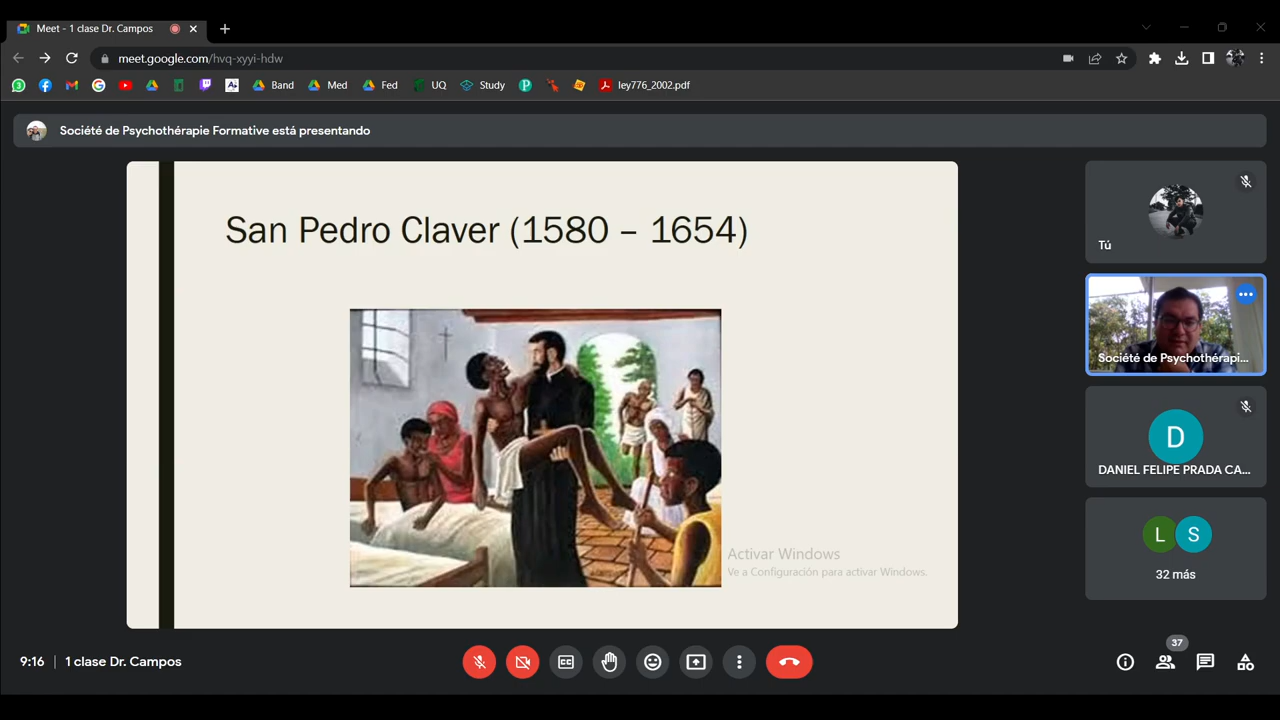 Meet - 1 clase Dr. Campos
meet.google.com/hvq-xyyi-hdw
Band
Med
Fed
UQ
Study
ley776_2002.pdf
Société de Psychothérapie Formative está presentando
San Pedro Claver (1580 – 1654)
Activar Windows
Ve a Configuración para activar Windows.
Tú
Société de Psychothérapi...
D
DANIEL FELIPE PRADA CA...
L S
32 más
9:16 | 1 clase Dr. Campos
37